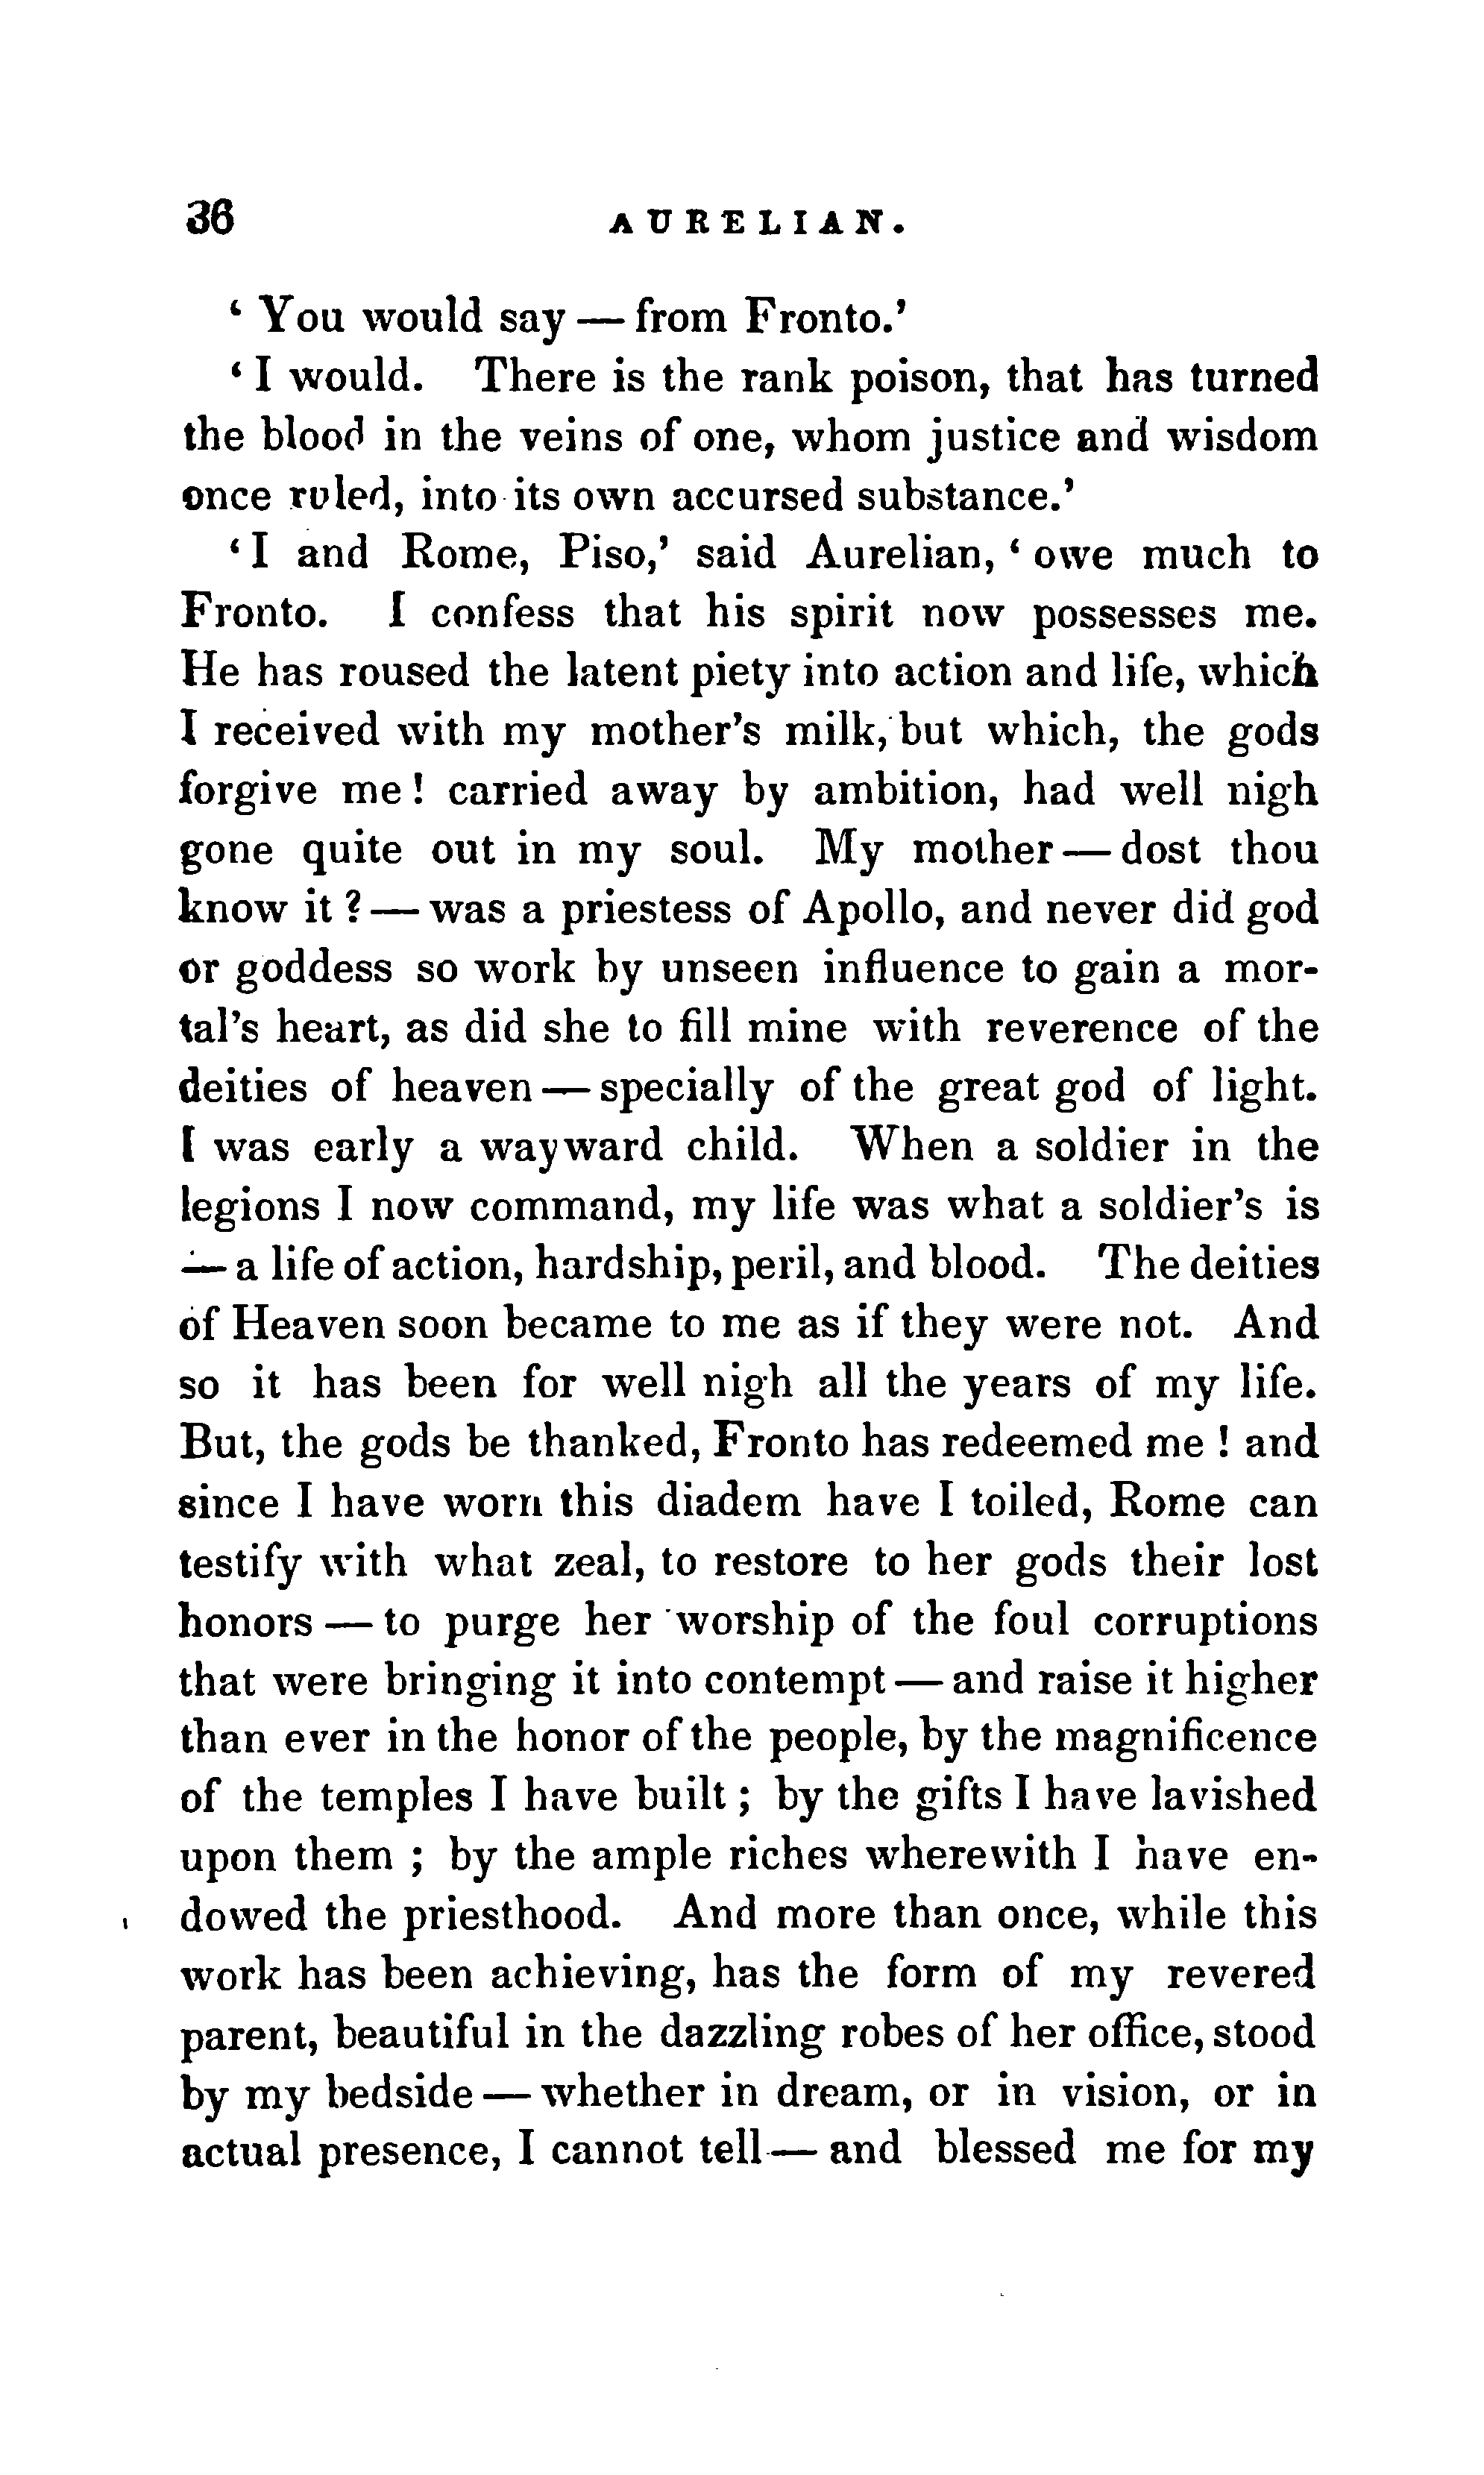 36 AURELIAN.
‘ You would say — from Fronto.’
‘ I would. There is the rank poison, that has turned
the blood in the veins of one, whom justice and wisdom
once ruled, into its own accursed substance.’
‘ I and Rome, Piso,’ said Aurelian, ‘ owe much to
Fronto. I confess that his spirit now possesses me.
He has roused the latent piety into action and life, which
I received with my mother’s milk, but which, the gods
forgive me ! carried away by ambition, had well nigh
gone quite out in my soul. My mother — dost thou
know it ? — was a priestess of Apollo, and never did god
or goddess so work by unseen influence to gain a mor-
tal’s heart, as did she to fill mine with reverence of the
deities of heaven — specially of the great god of light.
I was early a wayward child. When a soldier in the
legions I now command, my life was what a soldier’s is
— a life of action, hardship, peril, and blood. The deities
of Heaven soon became to me as if they were not. And
so it has been for well nigh all the years of my life.
But, the gods be thanked, Fronto has redeemed me ! and
since I have worn this diadem have I toiled, Rome can
testify with what zeal, to restore to her gods their lost
honors — to purge her worship of the foul corruptions
that were bringing it into contempt — and raise it higher
than ever in the honor of the people, by the magnificence
of the temples I have built ; by the gifts I have lavished
upon them ; by the ample riches wherewith I have en-
dowed the priesthood. And more than once, while this
work has been achieving, has the form of my revered
parent, beautiful in the dazzling robes of her office, stood
by my bedside — whether in dream, or in vision, or in
actual presence, I cannot tell — and blessed me for my